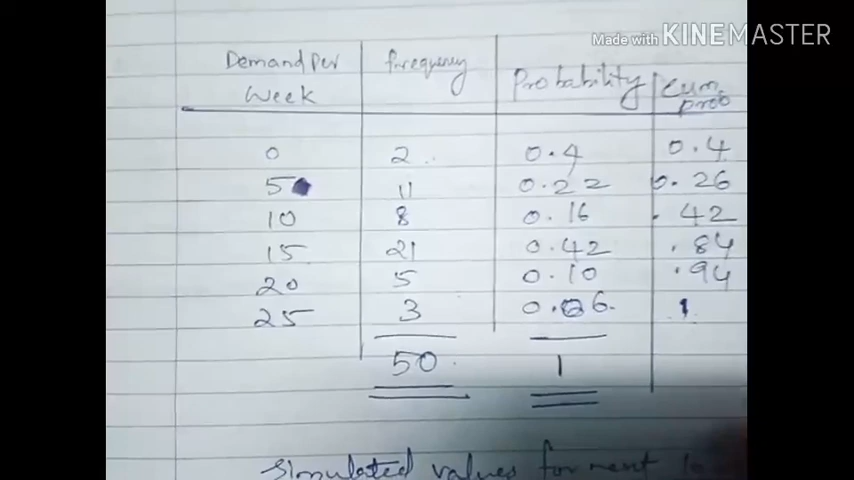 Made with KINEMASTER
Demand per Week frequency Probability Cum. prob
0 2 0.4 0.4
5 11 0.22 0.26
10 8 0.16 .42
15 21 0.42 .84
20 5 0.10 .94
25 3 0.06 1
50 1
Simulated values for next